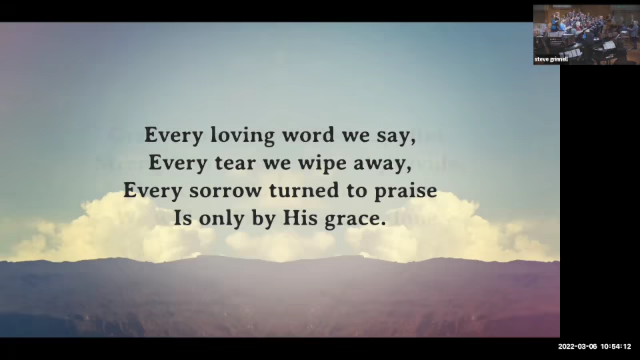 steve grinnell
Every loving word we say,
Every tear we wipe away,
Every sorrow turned to praise
Is only by His grace.
2022-03-06 10:54:12